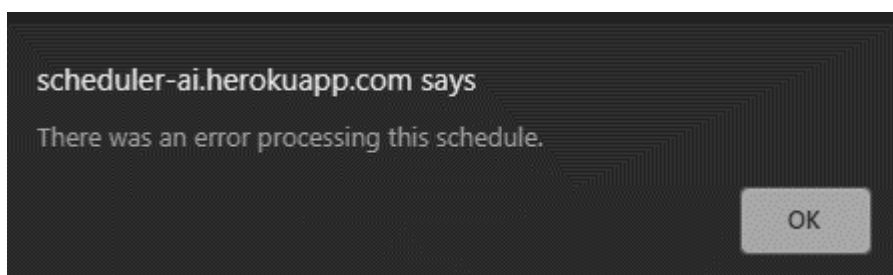 scheduler-ai.herokuapp.com says
There was an error processing this schedule.
OK